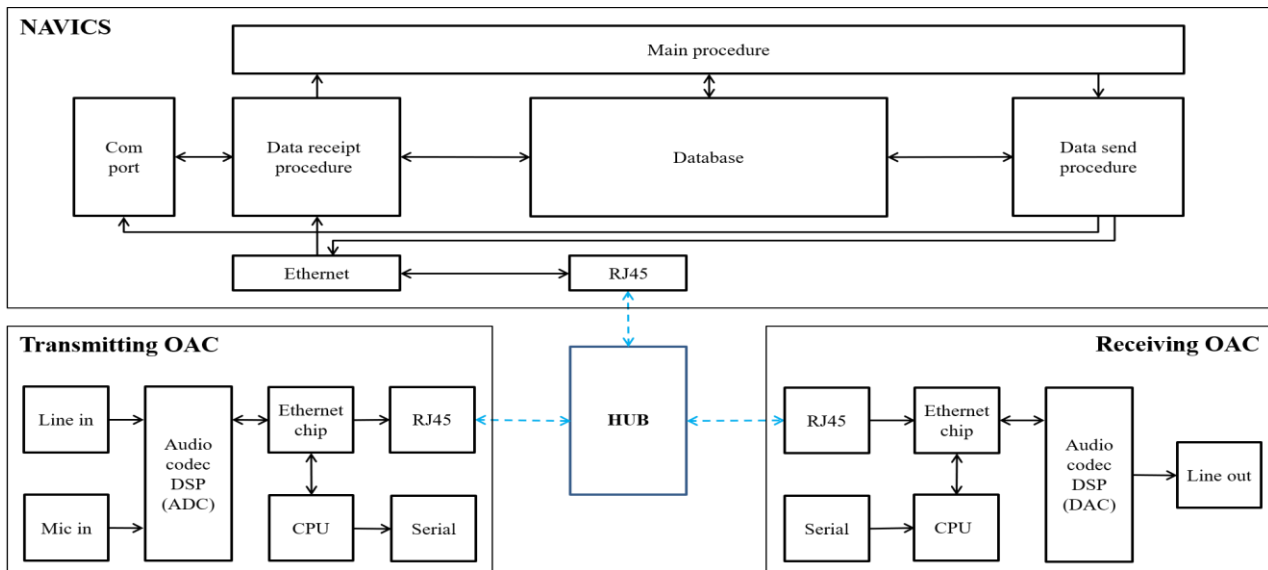 NAVICS
Main procedure
Com
port
Data receipt
procedure
Database
Data send
procedure
Ethernet
RJ45
Transmitting OAC
Line in
Mic in
Audio
codec
DSP
(ADC)
Ethernet
chip
RJ45
CPU
Serial
HUB
Receiving OAC
RJ45
Ethernet
chip
Serial
CPU
Audio
codec
DSP
(DAC)
Line out